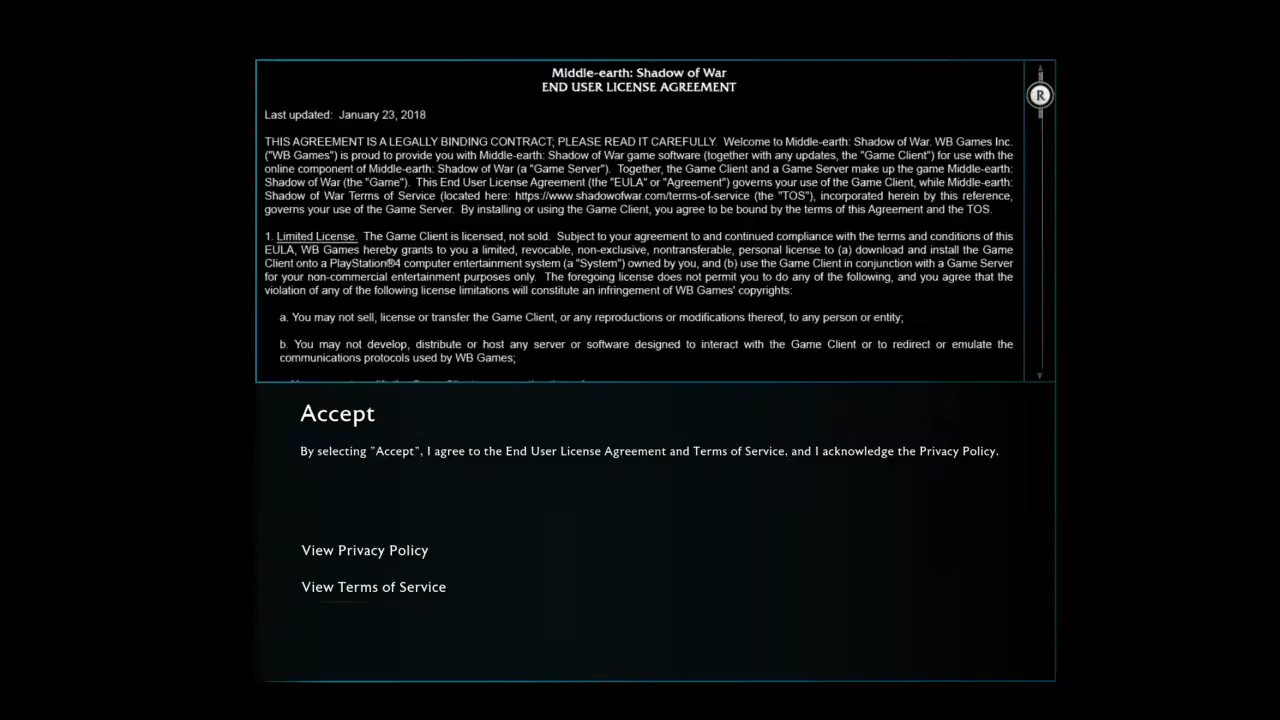 Middle-earth: Shadow of War
END USER LICENSE AGREEMENT
Last updated: January 23, 2018
R
THIS AGREEMENT IS A LEGALLY BINDING CONTRACT; PLEASE READ IT CAREFULLY. Welcome to Middle-earth: Shadow of War. WB Games Inc.
("WB Games") is proud to provide you with Middle-earth: Shadow of War game software (together with any updates, the "Game Client") for use with the
online component of Middle-earth: Shadow of War (a "Game Server"). Together, the Game Client and a Game Server make up the game Middle-earth:
Shadow of War (the "Game"). This End User License Agreement (the "EULA" or "Agreement") governs your use of the Game Client, while Middle-earth:
Shadow of War Terms of Service (located here: https://www.shadowofwar.com/terms-of-service (the "TOS"), incorporated herein by this reference,
governs your use of the Game Server. By installing or using the Game Client, you agree to be bound by the terms of this Agreement and the TOS.
1. Limited License. The Game Client is licensed, not sold. Subject to your agreement to and continued compliance with the terms and conditions of this
EULA, WB Games hereby grants to you a limited, revocable, non-exclusive, nontransferable, personal license to (a) download and install the Game
Client onto a PlayStation®4 computer entertainment system (a "System") owned by you, and (b) use the Game Client in conjunction with a Game Server
for your non-commercial entertainment purposes only. The foregoing license does not permit you to do any of the following, and you agree that the
violation of any of the following license limitations will constitute an infringement of WB Games' copyrights:
a. You may not sell, license or transfer the Game Client, or any reproductions or modifications thereof, to any person or entity;
b. You may not develop, distribute or host any server or software designed to interact with the Game Client or to redirect or emulate the
communications protocols used by WB Games;
Accept
By selecting "Accept", I agree to the End User License Agreement and Terms of Service, and I acknowledge the Privacy Policy.
View Privacy Policy
View Terms of Service